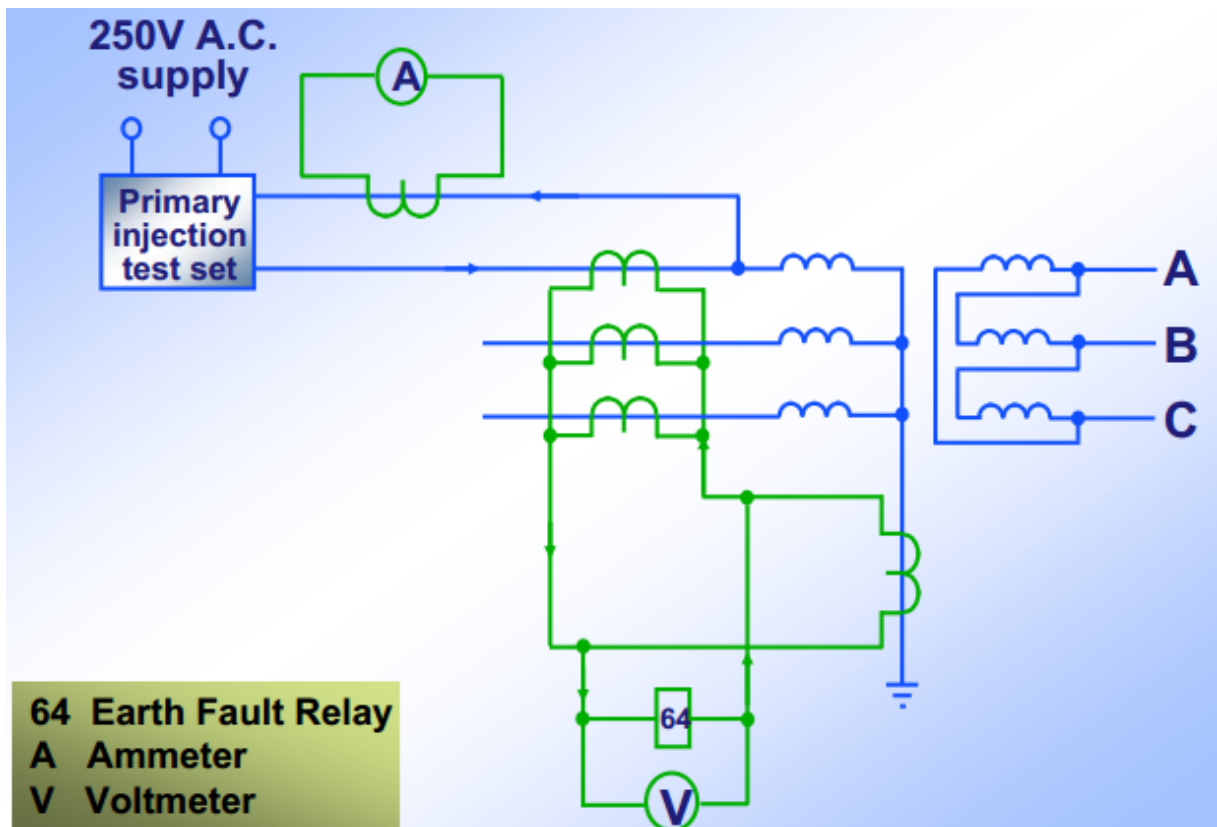 250V A.C.
supply
A
Primary
injection
test set
A
B
C
64
V
64 Earth Fault Relay
A Ammeter
V Voltmeter